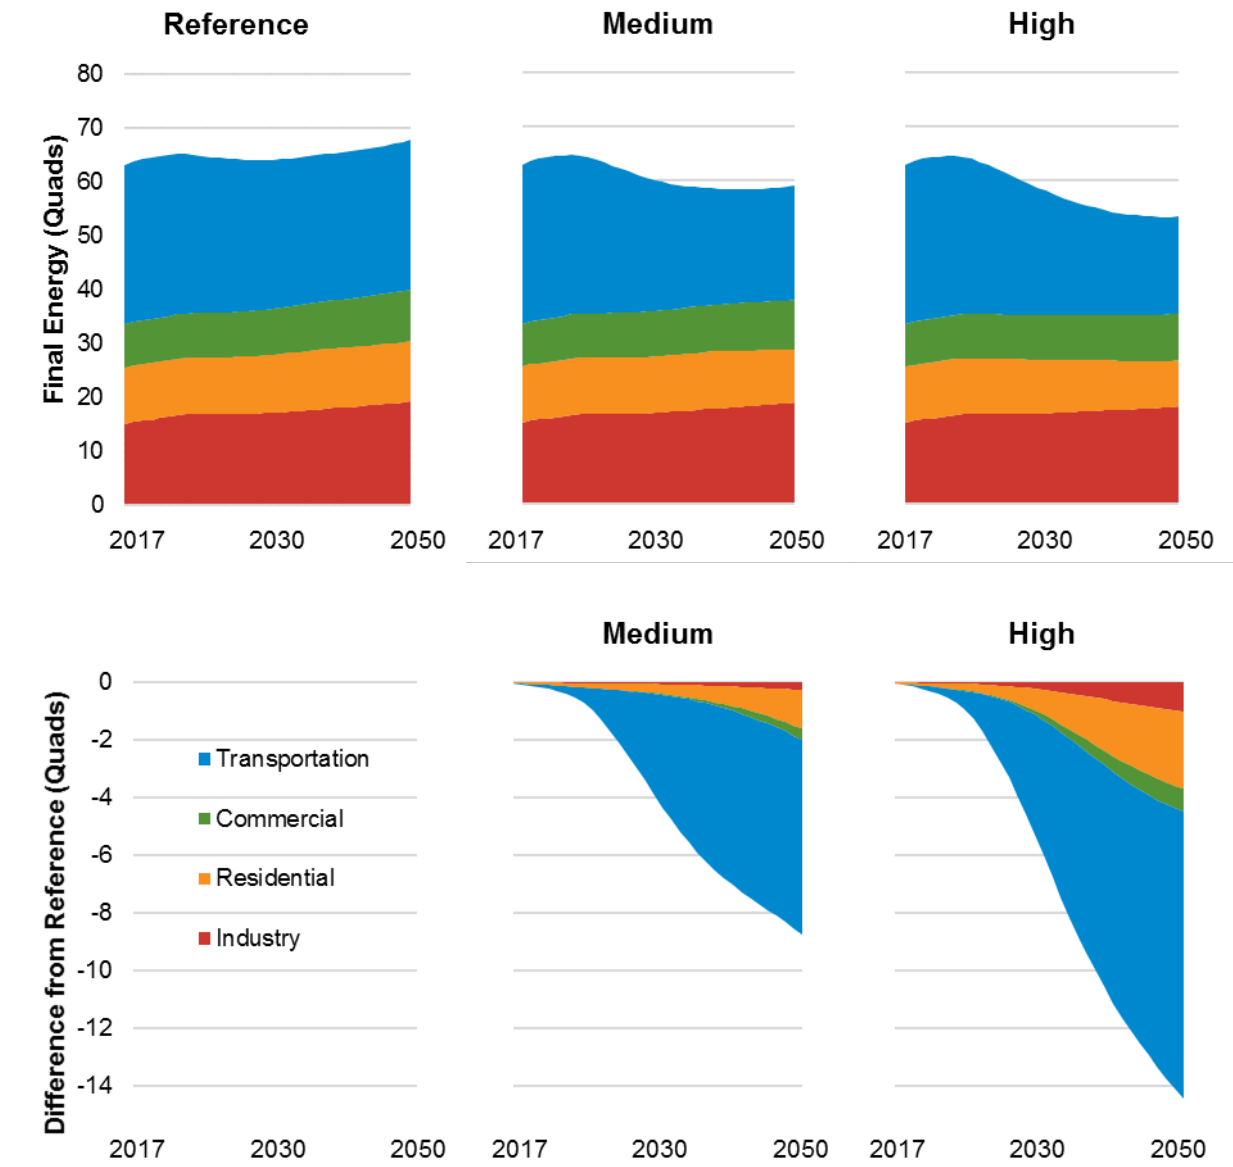 Reference Medium High
Final Energy (Quads)
80
70
60
50
40
30
20
10
0
2017 2030 2050 2017 2030 2050 2017 2030 2050
Medium High
Difference from Reference (Quads)
0
-2
-4
-6
-8
-10
-12
-14
Transportation
Commercial
Residential
Industry
2017 2030 2050 2017 2030 2050 2017 2030 2050